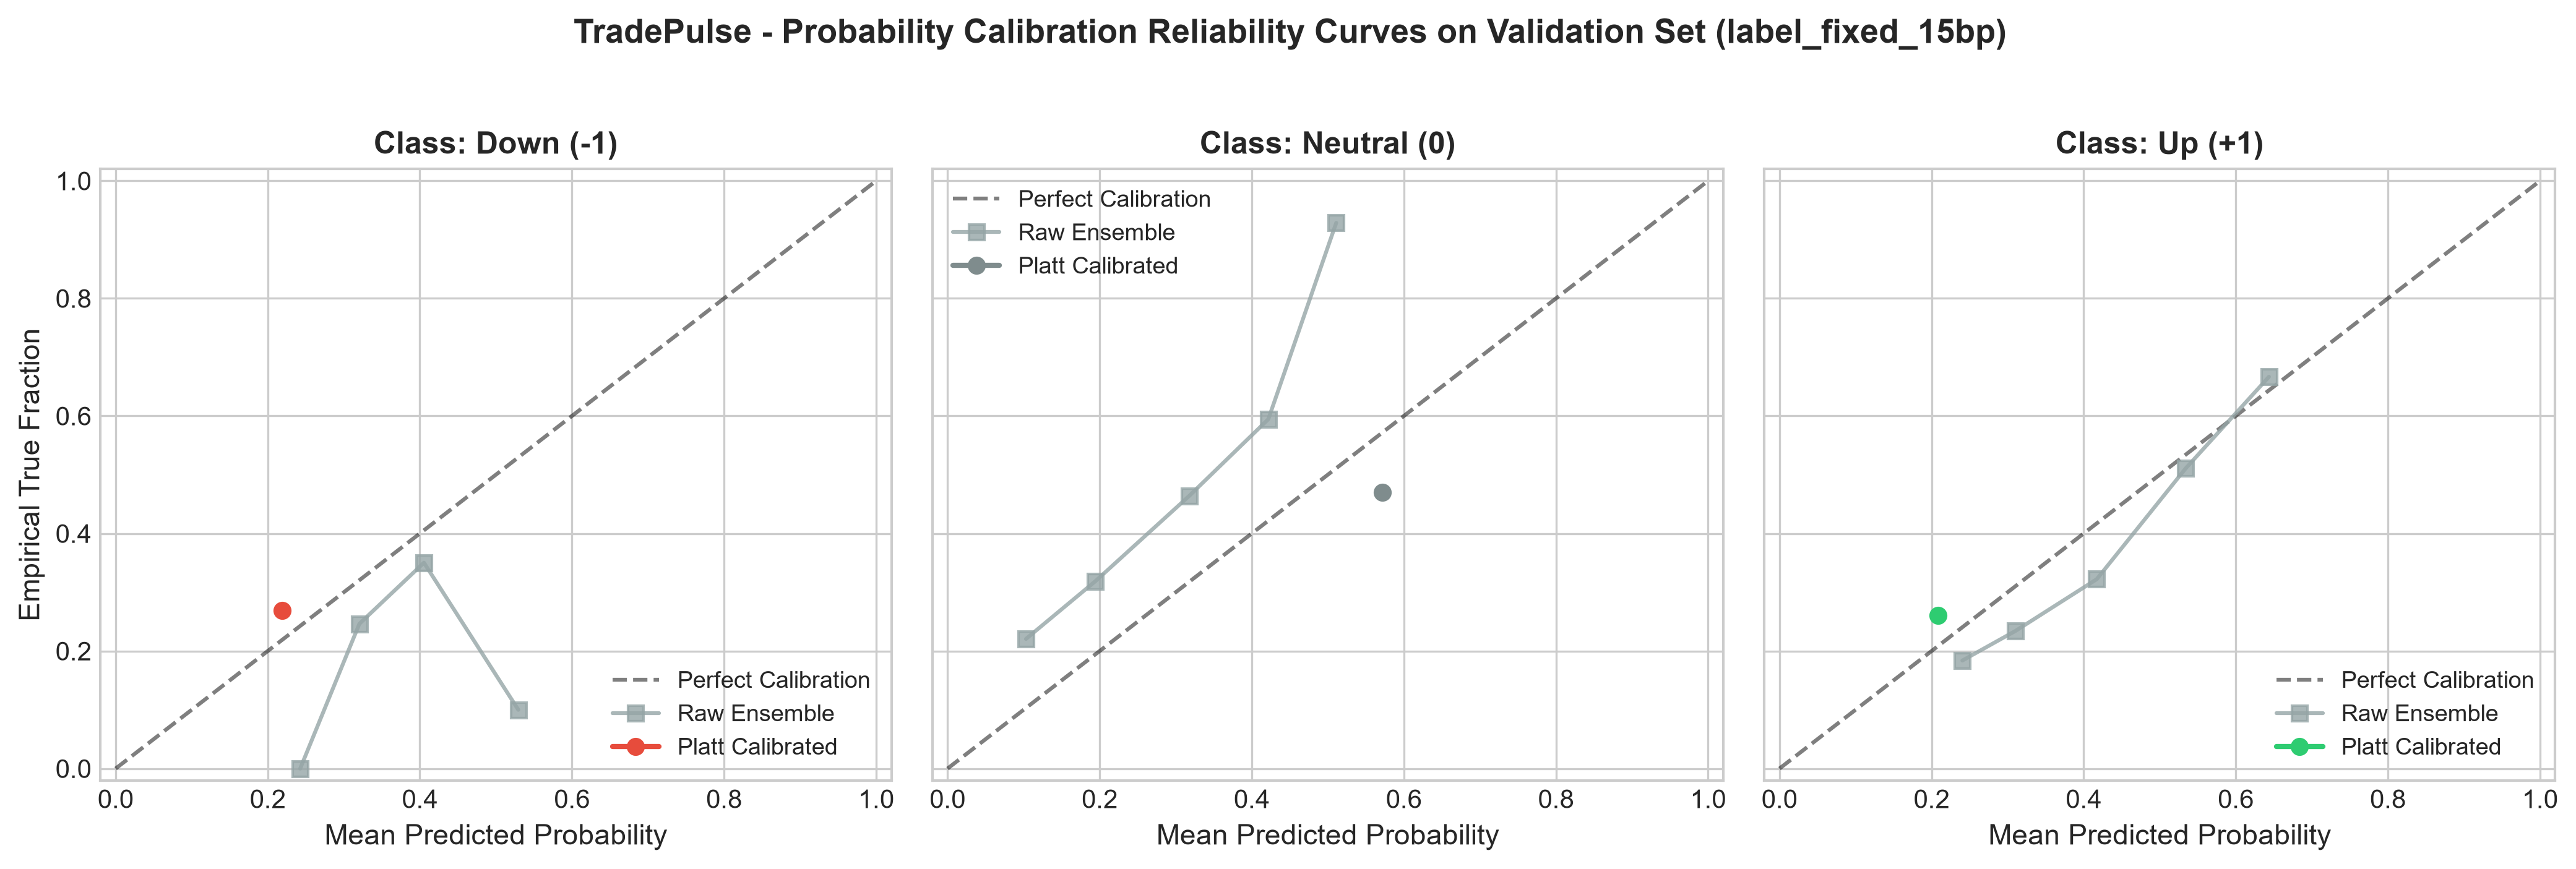 TradePulse - Probability Calibration Reliability Curves on Validation Set (label_fixed_15bp)
Class: Down (-1)
Empirical True Fraction
1.0
0.8
0.6
0.4
0.2
0.0
Perfect Calibration
Raw Ensemble
Platt Calibrated
0.0 0.2 0.4 0.6 0.8 1.0
Mean Predicted Probability
Class: Neutral (0)
Perfect Calibration
Raw Ensemble
Platt Calibrated
0.0 0.2 0.4 0.6 0.8 1.0
Mean Predicted Probability
Class: Up (+1)
Perfect Calibration
Raw Ensemble
Platt Calibrated
0.0 0.2 0.4 0.6 0.8 1.0
Mean Predicted Probability